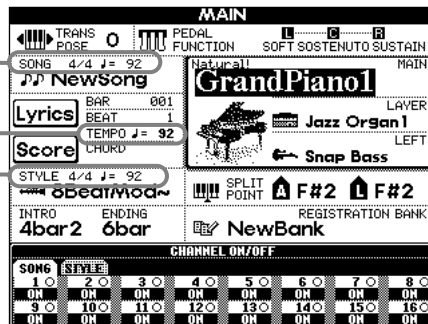 MAIN
TRANSPOSE 0
PEDAL FUNCTION
L C R
SOFT SOSTENUTO SUSTAIN
SONG 4/4 ♩= 92
NewSong
Natural! MAIN
GrandPiano1
Lyrics
BAR 001
BEAT 1
TEMPO ♩= 92
CHORD
Score
LAYER
Jazz Organ1
LEFT
Snap Bass
STYLE 4/4 ♩= 92
8BeatMod~
SPLIT POINT A F#2 L F#2
INTRO ENDING
4bar2 6bar
REGISTRATION BANK
NewBank
CHANNEL ON/OFF
SONG STYLE
1 2 3 4 5 6 7 8
ON ON ON ON ON ON ON ON
9 10 11 12 13 14 15 16
ON ON ON ON ON ON ON ON